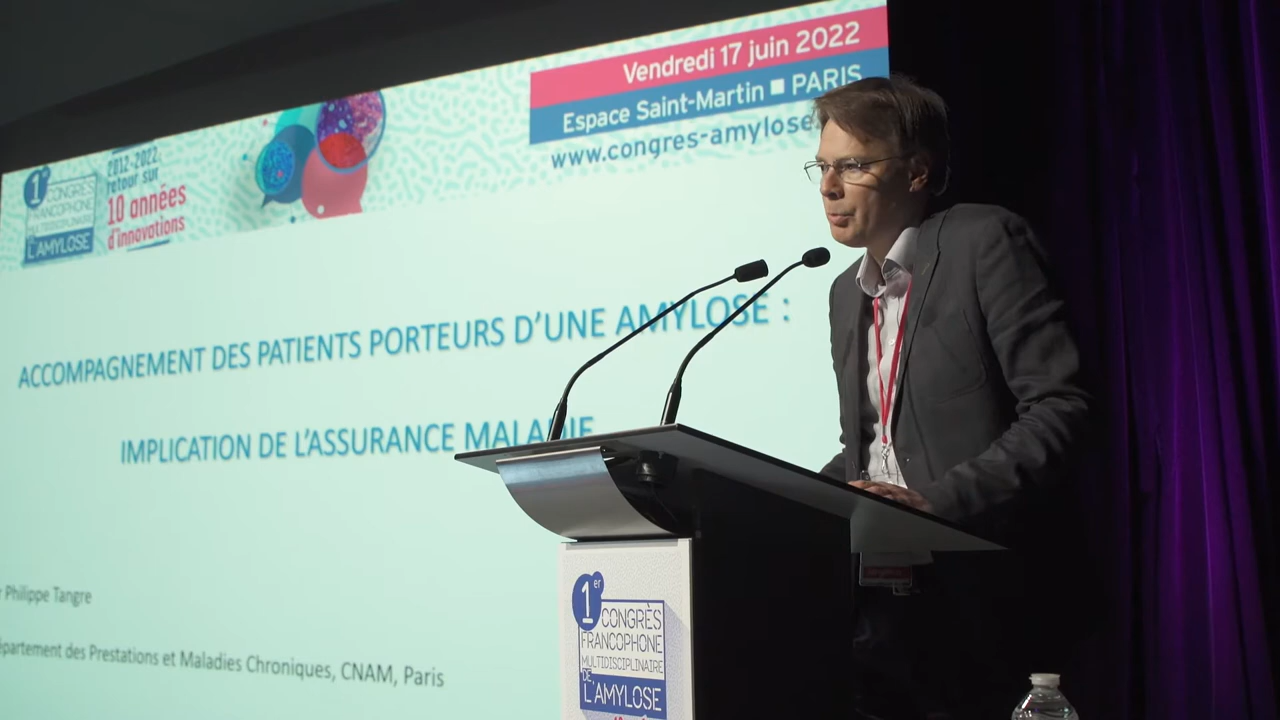 Vendredi 17 juin 2022
Espace Saint-Martin ■ PARIS
www.congres-amylose.
1er
CONGRÈS
FRANCOPHONE
MULTIDISCIPLINAIRE
DE
L'AMYLOSE
2012-2022
retour sur
10 années
d'innovations
ACCOMPAGNEMENT DES PATIENTS PORTEURS D'UNE AMYLOSE :
IMPLICATION DE L'ASSURANCE MALADIE
r Philippe Tangre
épartement des Prestations et Maladies Chroniques, CNAM, Paris
1er
CONGRÈS
FRANCOPHONE
MULTIDISCIPLINAIRE
DE
L'AMYLOSE